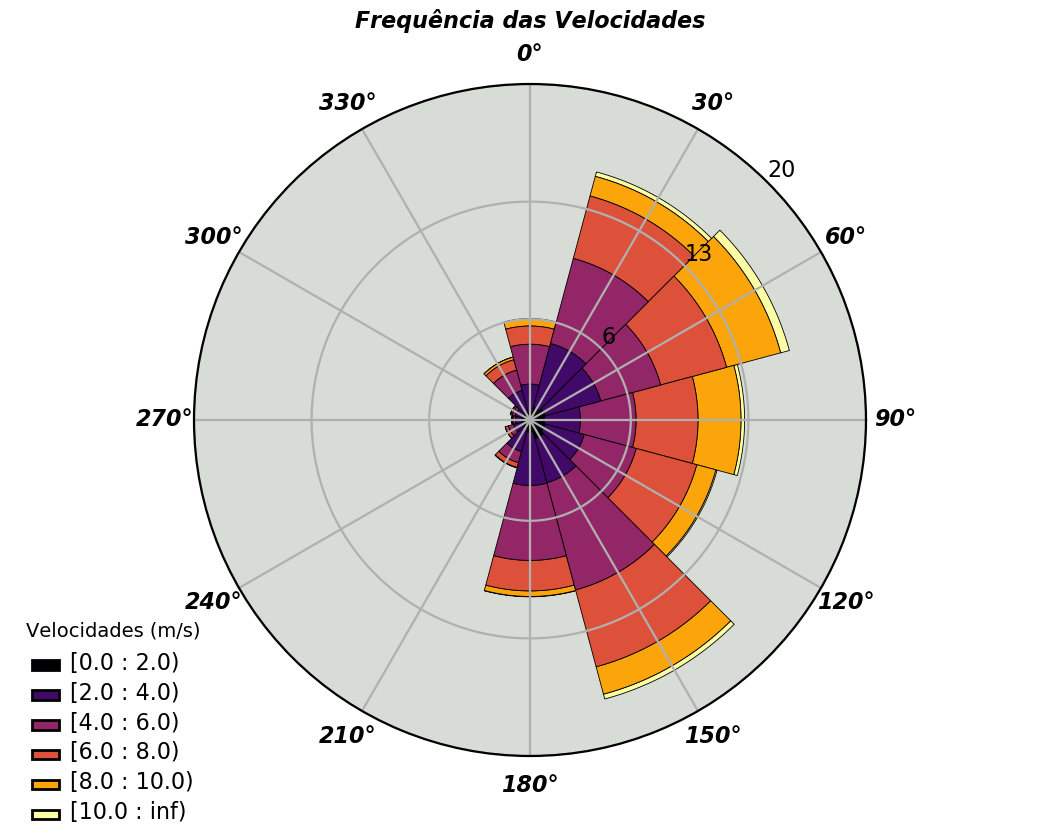 Frequência das Velocidades
0°
330°
30°
20
300°
60°
13
6
270°
90°
240°
120°
210°
150°
180°
Velocidades (m/s)
[0.0 : 2.0)
[2.0 : 4.0)
[4.0 : 6.0)
[6.0 : 8.0)
[8.0 : 10.0)
[10.0 : inf)